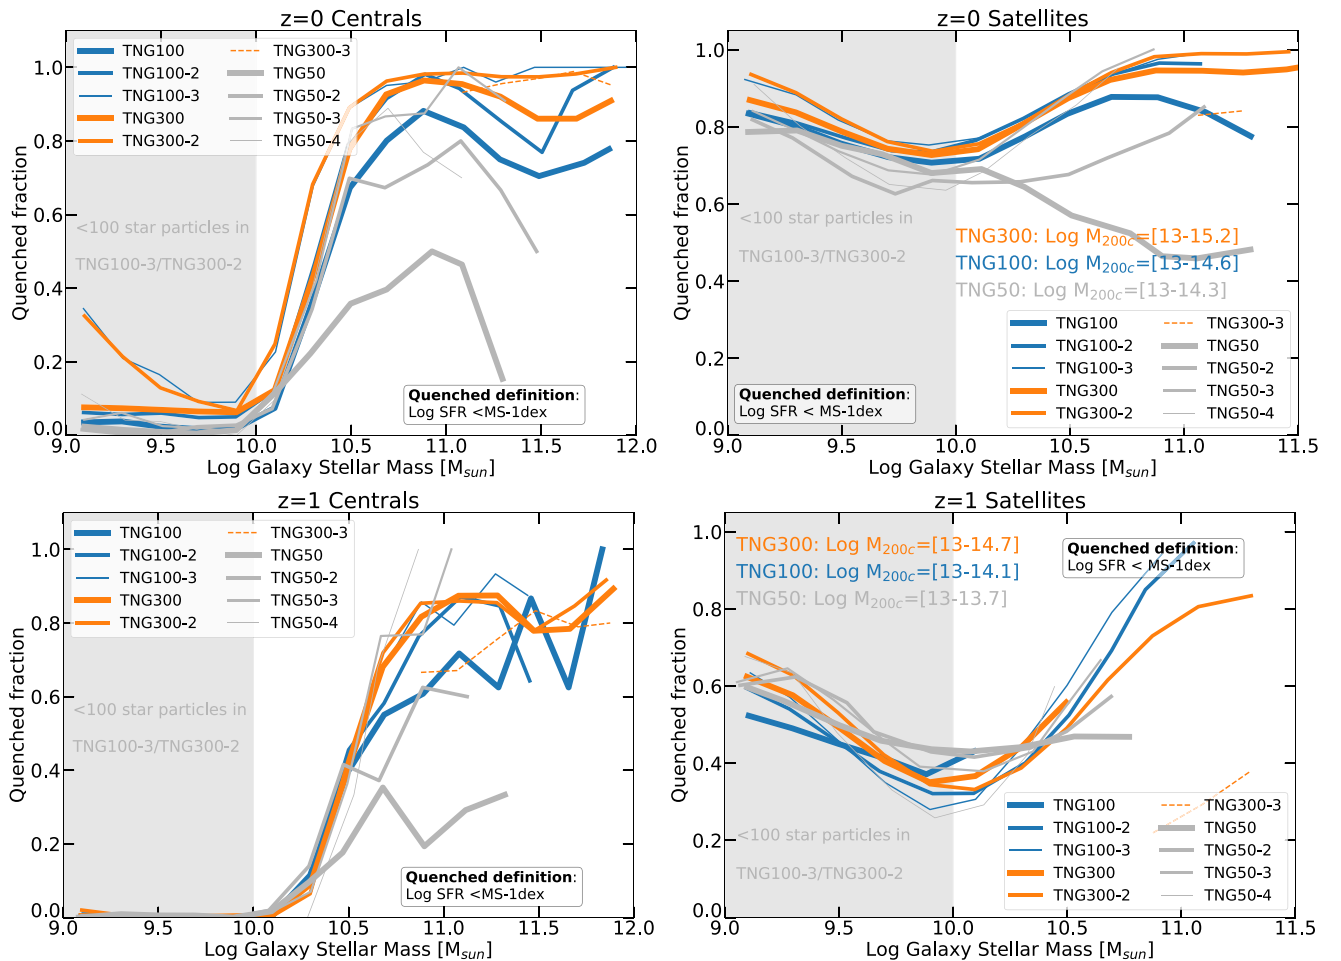 z=0 Centrals
TNG100
TNG100-2
TNG100-3
TNG300
TNG300-2
TNG300-3
TNG50
TNG50-2
TNG50-3
TNG50-4
<100 star particles in
TNG100-3/TNG300-2
Quenched definition:
Log SFR <MS-1dex
Quenched fraction
0.0
0.2
0.4
0.6
0.8
1.0
9.0 9.5 10.0 10.5 11.0 11.5 12.0
Log Galaxy Stellar Mass [Msun]
z=0 Satellites
<100 star particles in
TNG100-3/TNG300-2
TNG300: Log M200c=[13-15.2]
TNG100: Log M200c=[13-14.6]
TNG50: Log M200c=[13-14.3]
TNG100
TNG100-2
TNG100-3
TNG300
TNG300-2
TNG300-3
TNG50
TNG50-2
TNG50-3
TNG50-4
Quenched definition:
Log SFR <MS-1dex
Quenched fraction
0.0
0.2
0.4
0.6
0.8
1.0
9.0 9.5 10.0 10.5 11.0 11.5
Log Galaxy Stellar Mass [Msun]
z=1 Centrals
TNG100
TNG100-2
TNG100-3
TNG300
TNG300-2
TNG300-3
TNG50
TNG50-2
TNG50-3
TNG50-4
<100 star particles in
TNG100-3/TNG300-2
Quenched definition:
Log SFR <MS-1dex
Quenched fraction
0.0
0.2
0.4
0.6
0.8
1.0
9.0 9.5 10.0 10.5 11.0 11.5 12.0
Log Galaxy Stellar Mass [Msun]
z=1 Satellites
TNG300: Log M200c=[13-14.7]
TNG100: Log M200c=[13-14.1]
TNG50: Log M200c=[13-13.7]
Quenched definition:
Log SFR < MS-1dex
<100 star particles in
TNG100-3/TNG300-2
TNG100
TNG100-2
TNG100-3
TNG300
TNG300-2
TNG300-3
TNG50
TNG50-2
TNG50-3
TNG50-4
Quenched fraction
0.0
0.2
0.4
0.6
0.8
1.0
9.0 9.5 10.0 10.5 11.0 11.5
Log Galaxy Stellar Mass [Msun]